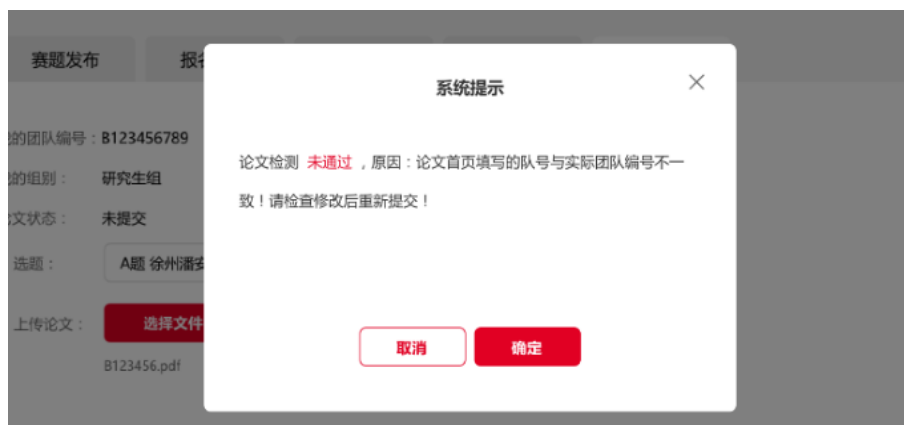 赛题发布
报名
系统提示
的团队编号：B123456789
论文检测 未通过 ，原因：论文首页填写的队号与实际团队编号不一
致！请检查修改后重新提交！
的组别： 研究生组
文状态： 未提交
选题： A题 徐州潘安
上传论文： 选择文件
取消 确定
B123456.pdf